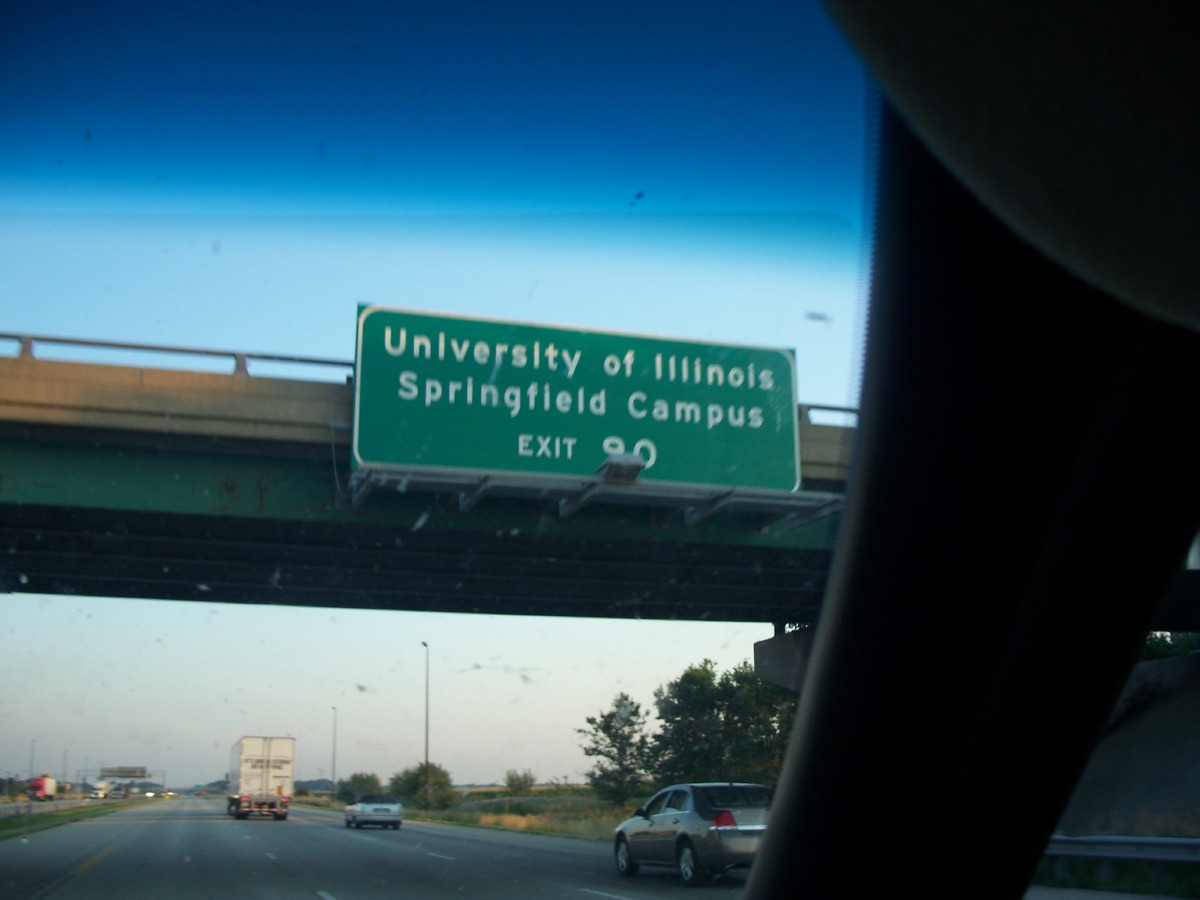 University of Illinois
Springfield Campus
EXIT 90